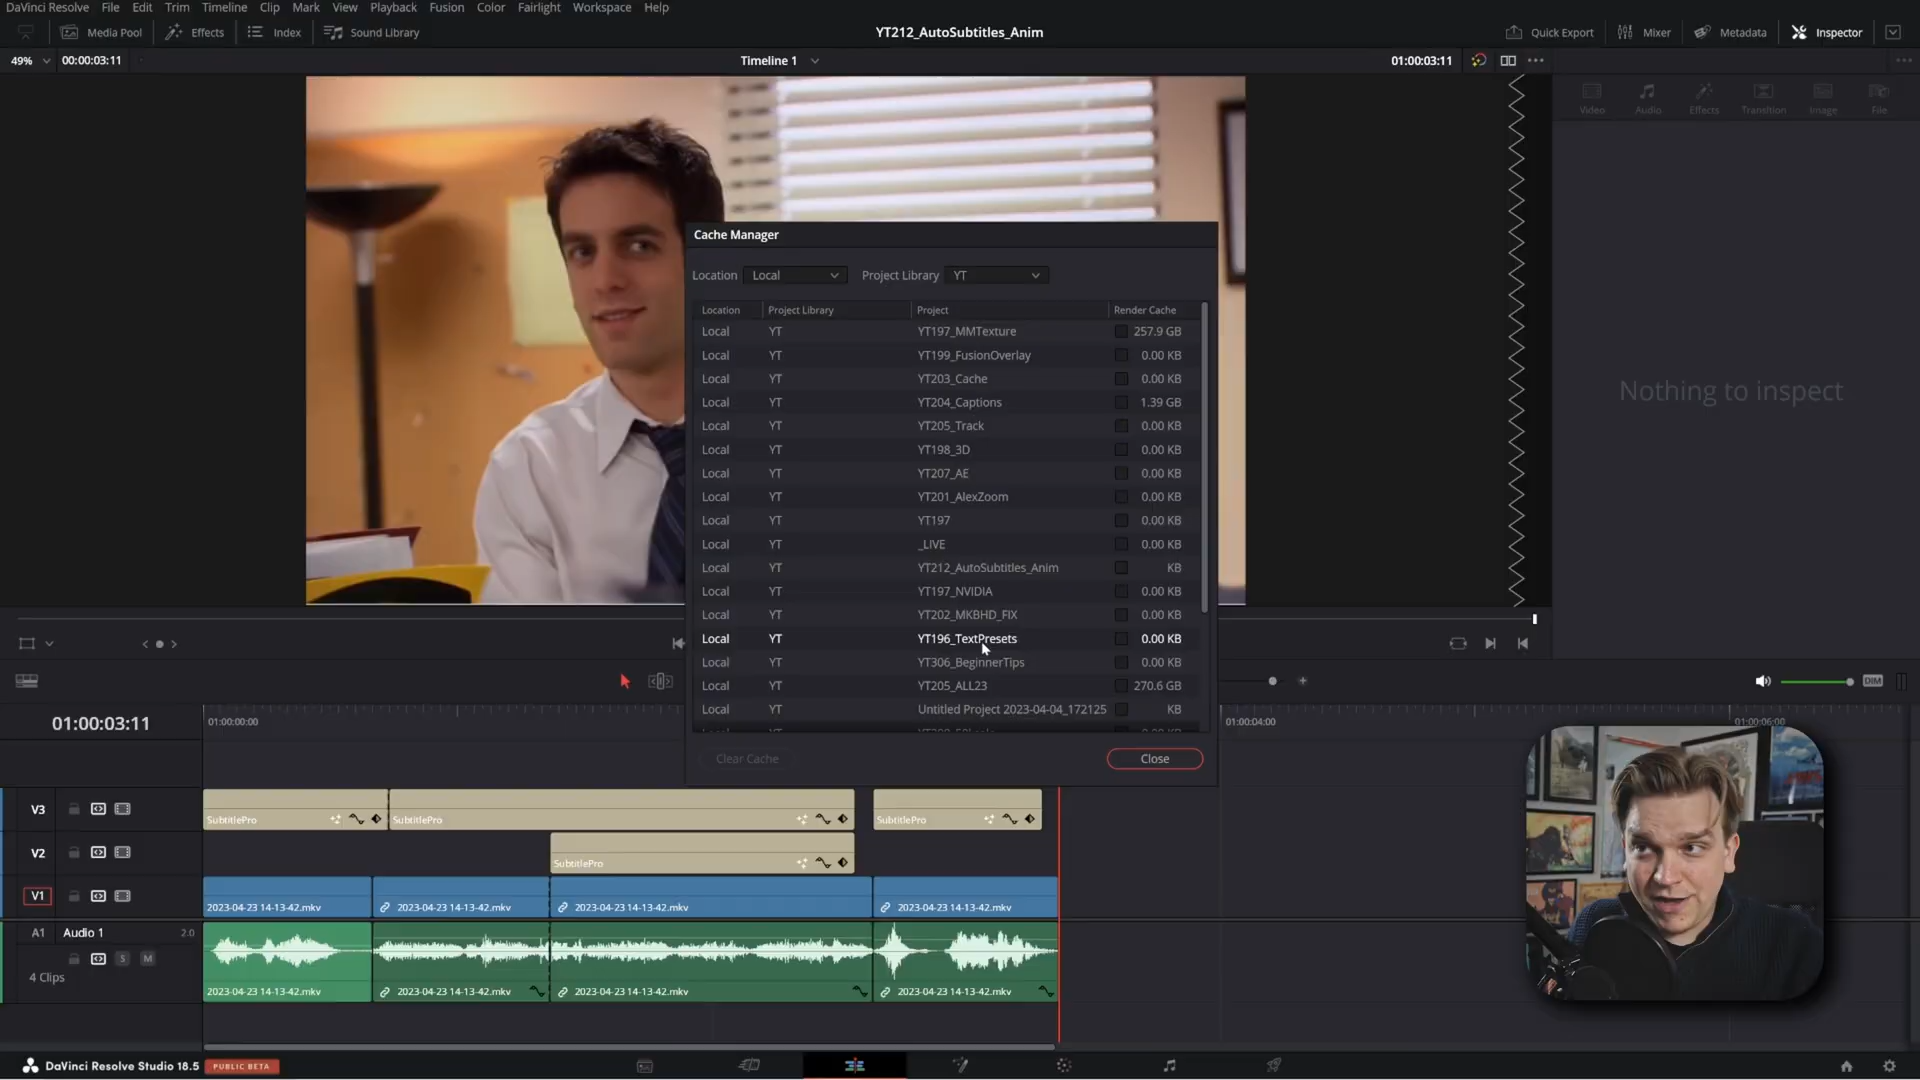 DaVinci Resolve File Edit Trim Timeline Clip Mark View Playback Fusion Color Fairlight Workspace Help
Media Pool Effects Index Sound Library YT212_AutoSubtitles_Anim Quick Export Mixer Metadata Inspector
49% 00:00:03:11 Timeline 1 01:00:03:11
Video Audio Effects Transition Image File
Cache Manager
Location Local Project Library YT
Location Project Library Project Render Cache
Local YT YT197_MMTexture 257.9 GB
Local YT YT199_FusionOverlay 0.00 KB
Local YT YT203_Cache 0.00 KB
Local YT YT204_Captions 1.39 GB
Local YT YT205_Track 0.00 KB
Local YT YT198_3D 0.00 KB
Local YT YT207_AE 0.00 KB
Local YT YT201_AlexZoom 0.00 KB
Local YT YT197 0.00 KB
Local YT _LIVE 0.00 KB
Local YT YT212_AutoSubtitles_Anim KB
Local YT YT197_NVIDIA 0.00 KB
Local YT YT202_MKBHD_FIX 0.00 KB
Local YT YT196_TextPresets 0.00 KB
Local YT YT306_BeginnerTips 0.00 KB
Local YT YT205_ALL23 270.6 GB
Local YT Untitled Project 2023-04-04_172125 KB
Clear Cache Close
Nothing to inspect
DIM
01:00:03:11 01:00:00:00 01:00:04:00 01:00:06:00
V3 SubtitlePro SubtitlePro SubtitlePro
V2 SubtitlePro
V1 2023-04-23 14-13-42.mkv 2023-04-23 14-13-42.mkv 2023-04-23 14-13-42.mkv 2023-04-23 14-13-42.mkv
A1 Audio 1 2.0
S M
4 Clips
2023-04-23 14-13-42.mkv 2023-04-23 14-13-42.mkv 2023-04-23 14-13-42.mkv 2023-04-23 14-13-42.mkv
DaVinci Resolve Studio 18.5 PUBLIC BETA